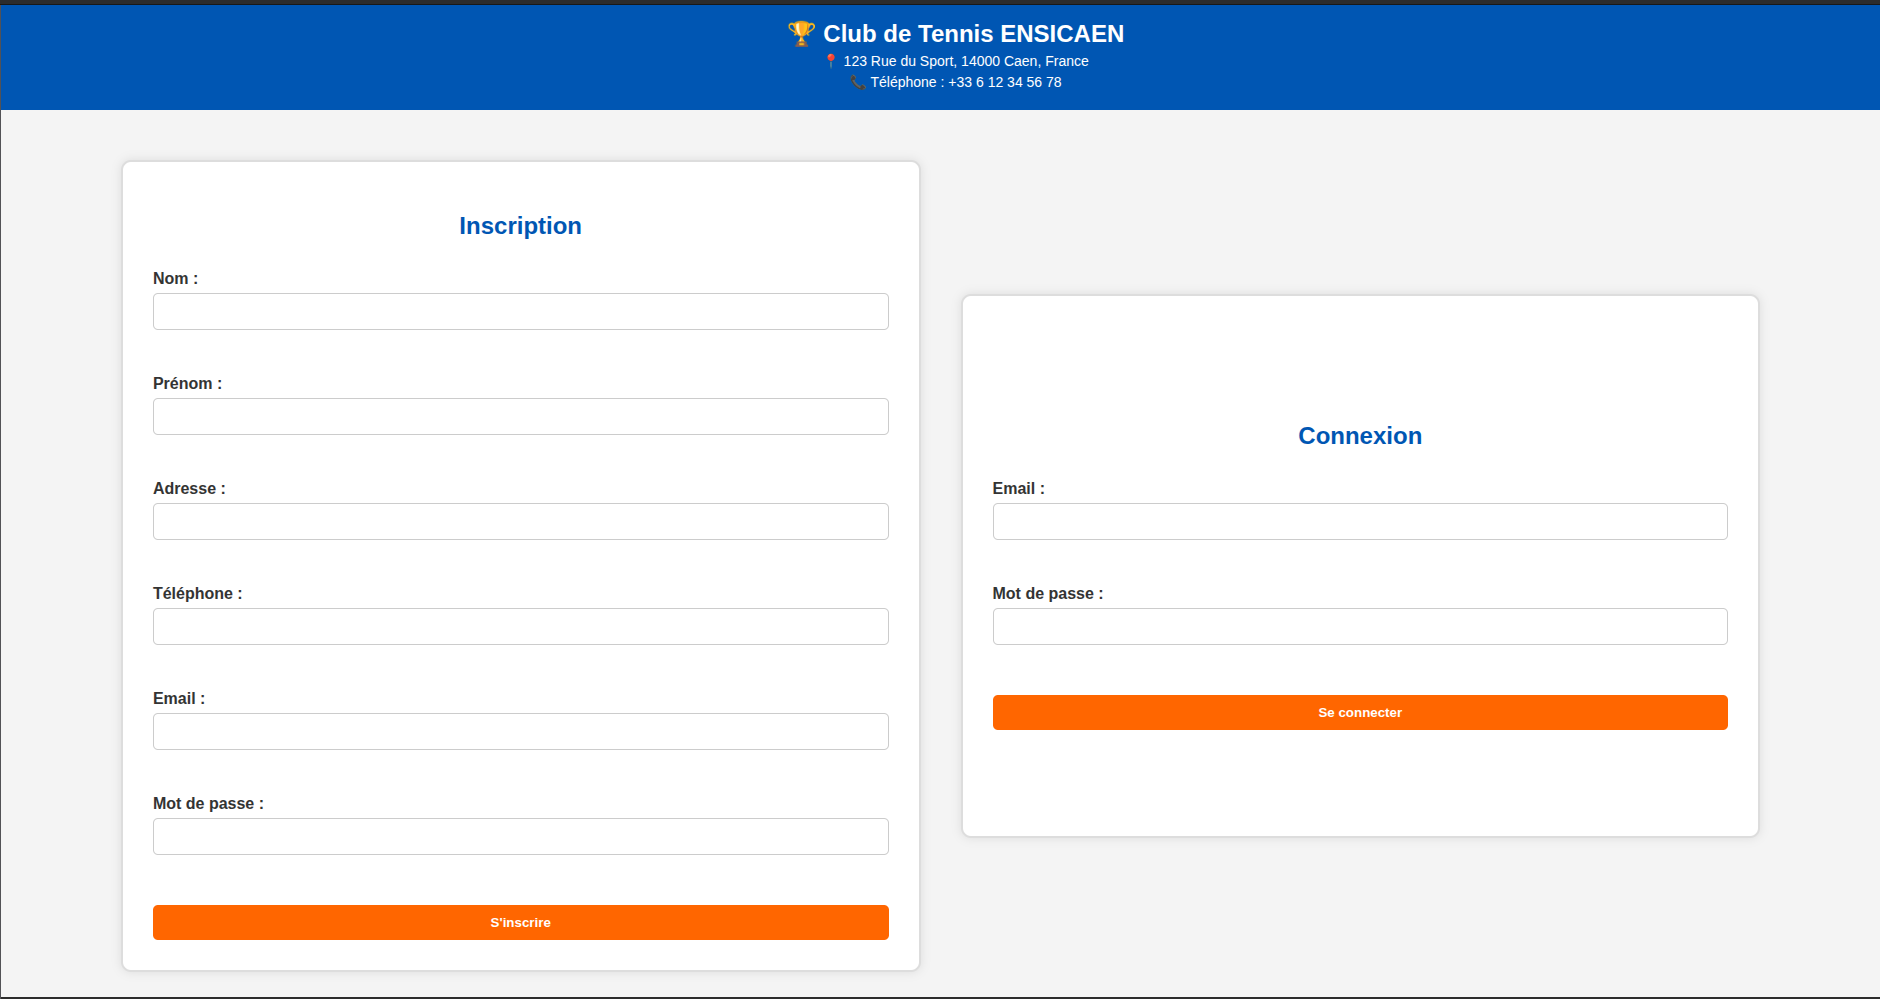 🏆 Club de Tennis ENSICAEN
📍 123 Rue du Sport, 14000 Caen, France
📞 Téléphone : +33 6 12 34 56 78
Inscription
Nom :
Prénom :
Adresse :
Téléphone :
Email :
Mot de passe :
S'inscrire
Connexion
Email :
Mot de passe :
Se connecter